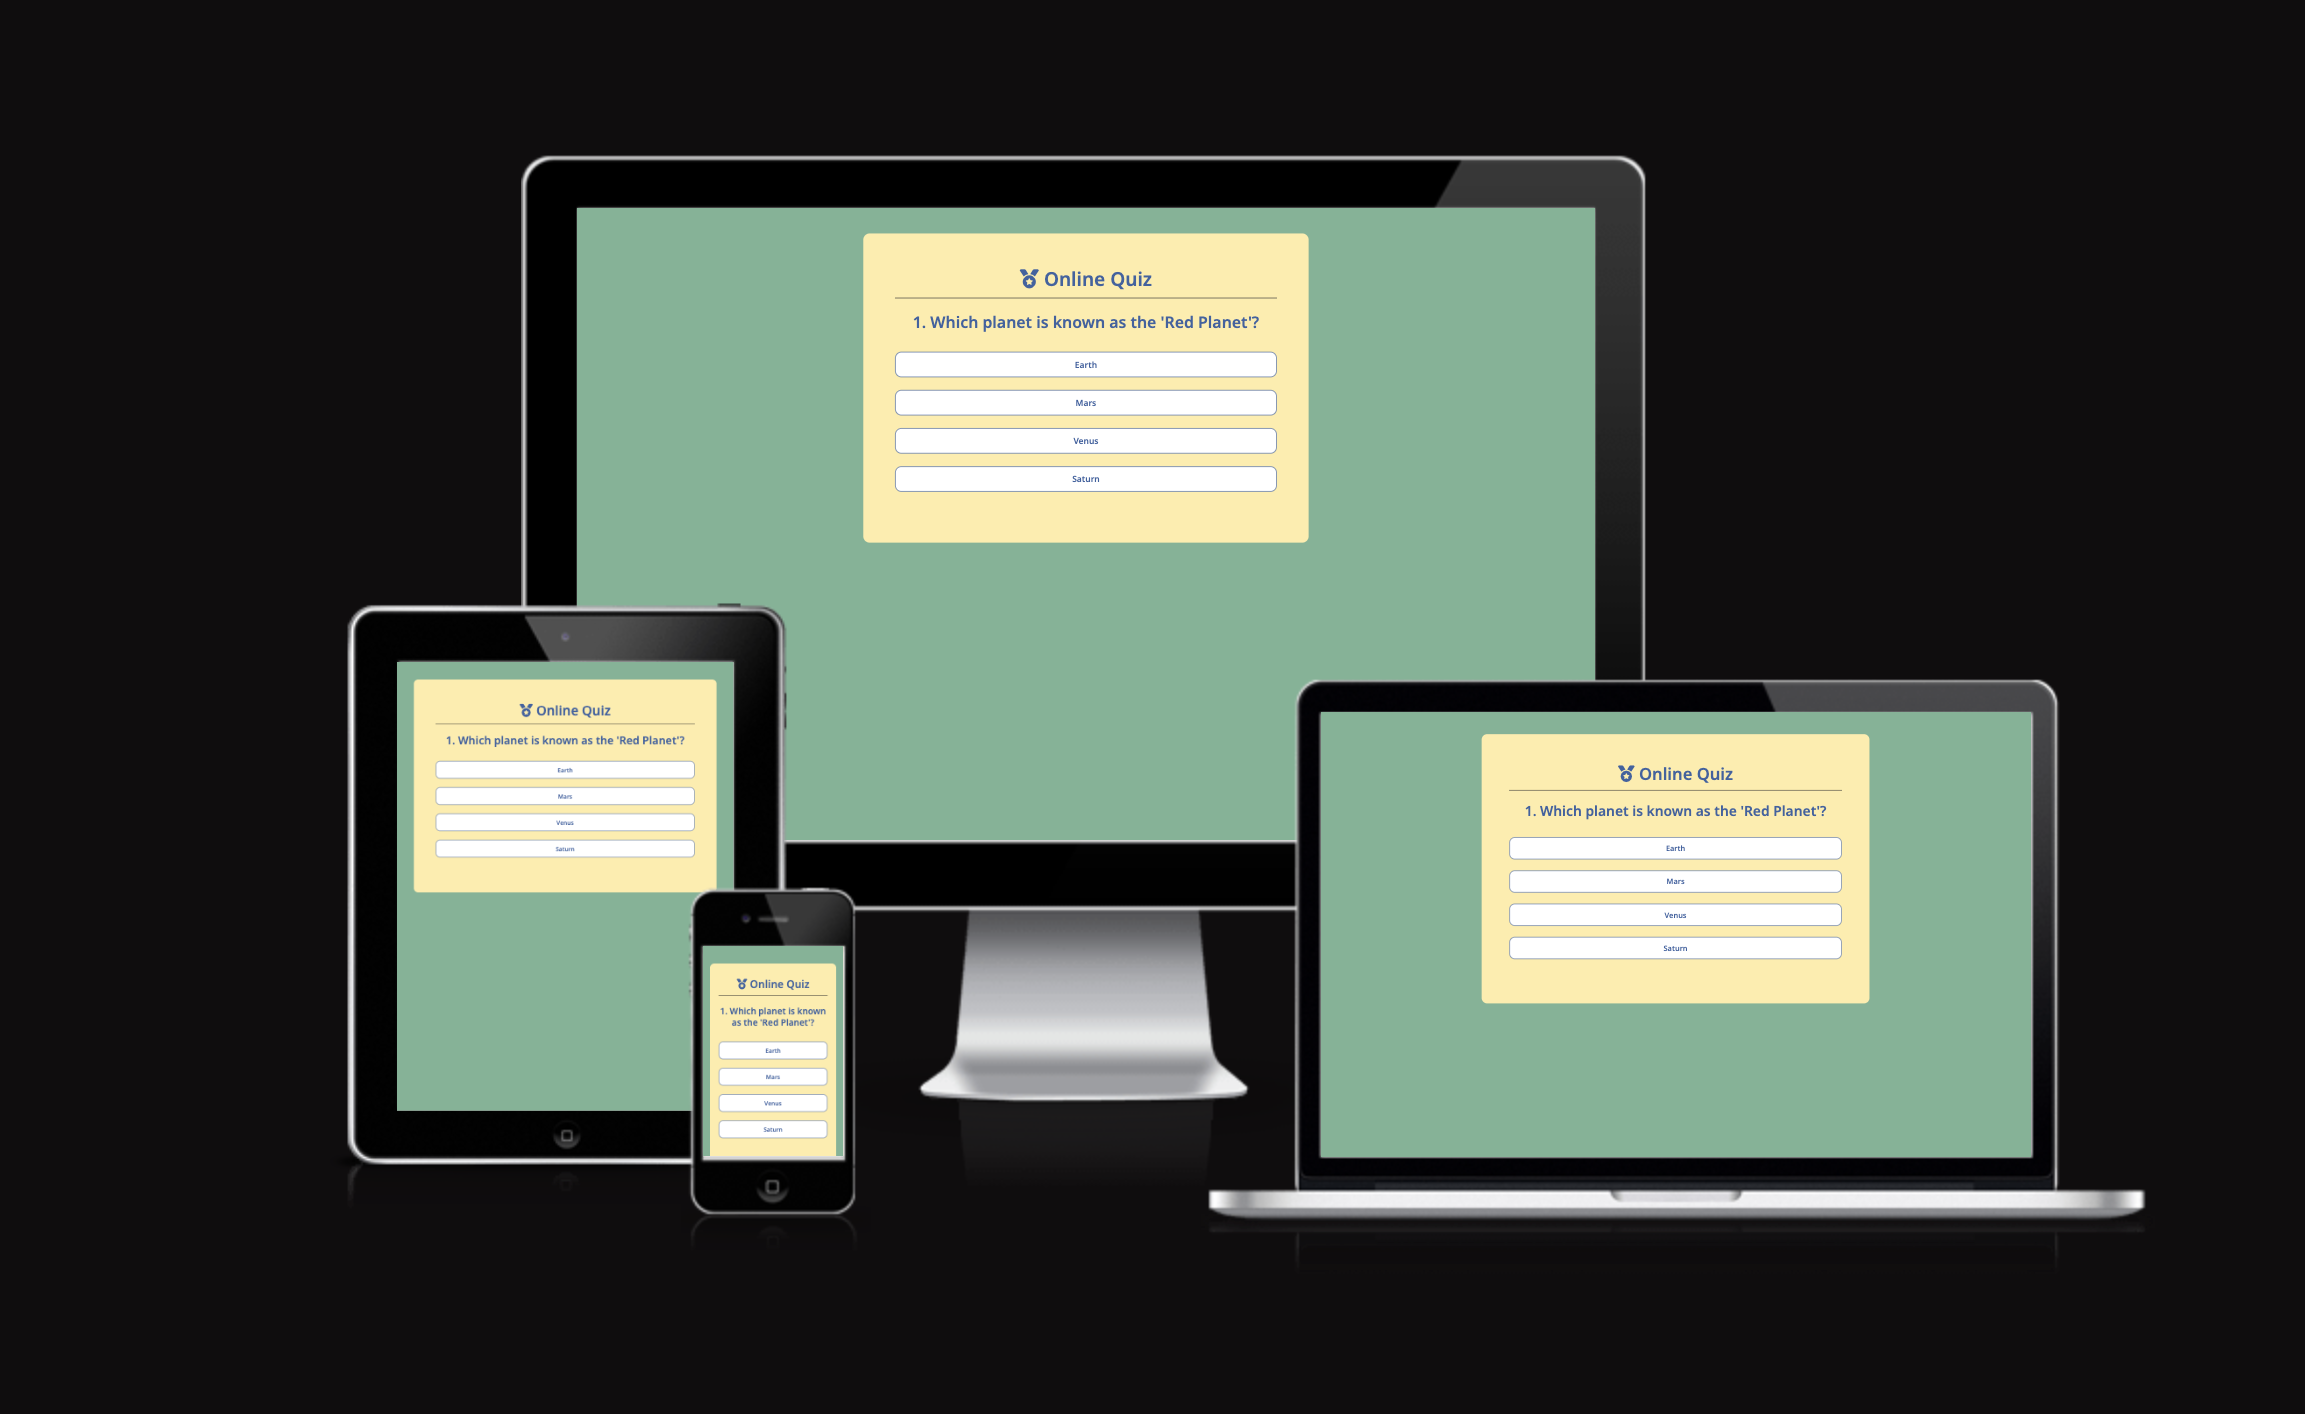 Online Quiz
1. Which planet is known as the 'Red Planet'?
Earth
Mars
Venus
Saturn
Online Quiz
1. Which planet is known as the 'Red Planet'?
Earth
Mars
Venus
Saturn
Online Quiz
1. Which planet is known
as the 'Red Planet'?
Earth
Mars
Venus
Saturn
Online Quiz
1. Which planet is known as the 'Red Planet'?
Earth
Mars
Venus
Saturn